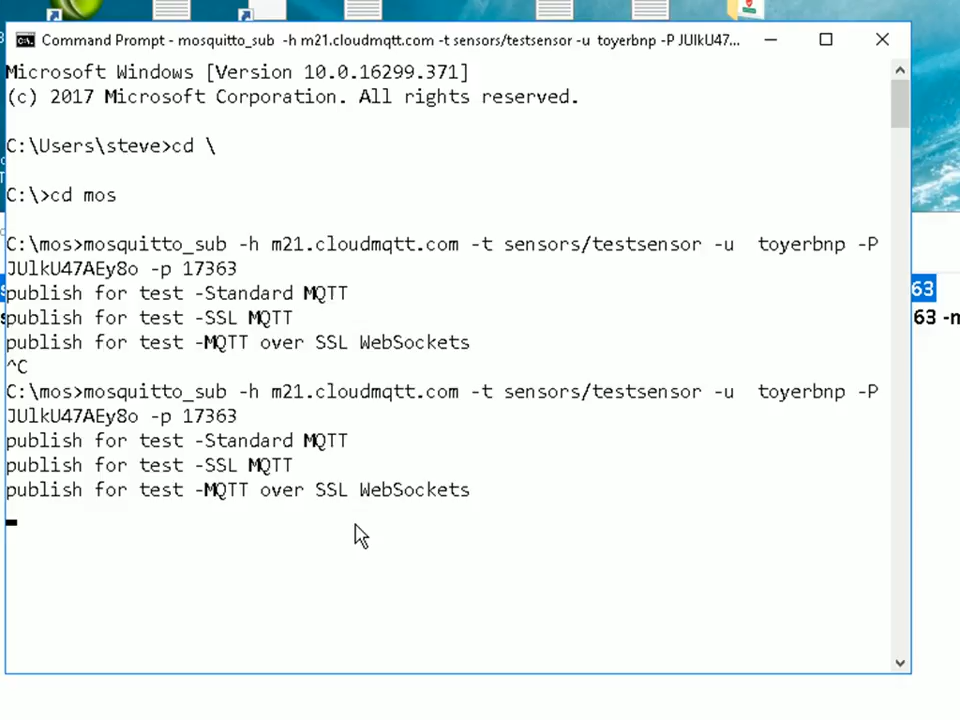 Command Prompt - mosquitto_sub -h m21.cloudmqtt.com -t sensors/testsensor -u toyerbnp -P JUlkU47...
Microsoft Windows [Version 10.0.16299.371]
(c) 2017 Microsoft Corporation. All rights reserved.
C:\Users\steve>cd \
C:\>cd mos
C:\mos>mosquitto_sub -h m21.cloudmqtt.com -t sensors/testsensor -u  toyerbnp -P
JUlkU47AEy8o -p 17363
publish for test -Standard MQTT
publish for test -SSL MQTT
publish for test -MQTT over SSL WebSockets
^C
C:\mos>mosquitto_sub -h m21.cloudmqtt.com -t sensors/testsensor -u  toyerbnp -P
JUlkU47AEy8o -p 17363
publish for test -Standard MQTT
publish for test -SSL MQTT
publish for test -MQTT over SSL WebSockets
63
63 -m